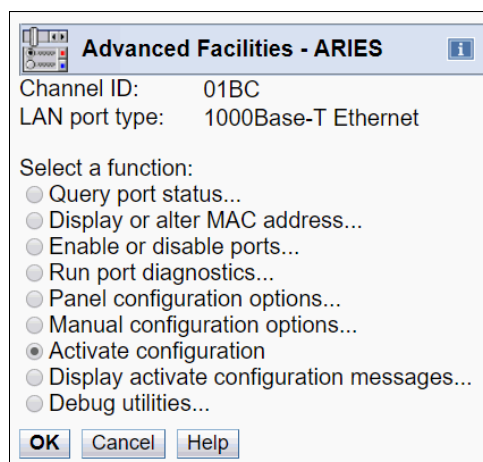 Advanced Facilities - ARIES
Channel ID: 01BC
LAN port type: 1000Base-T Ethernet
Select a function:
Query port status...
Display or alter MAC address...
Enable or disable ports...
Run port diagnostics...
Panel configuration options...
Manual configuration options...
Activate configuration
Display activate configuration messages...
Debug utilities...
OK Cancel Help